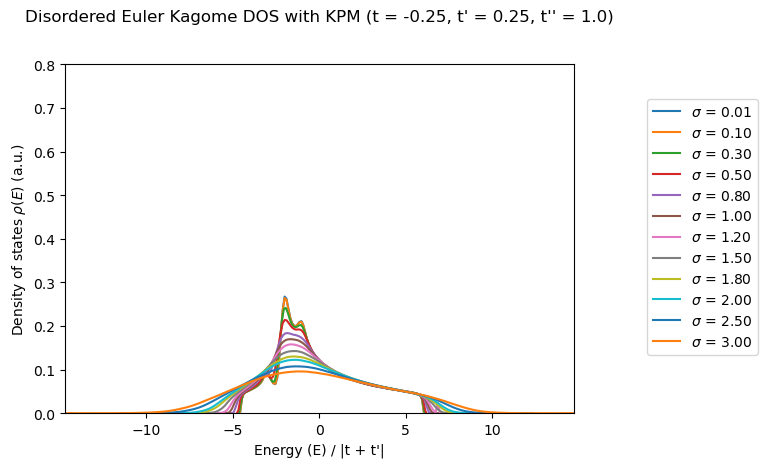 Disordered Euler Kagome DOS with KPM (t = -0.25, t' = 0.25, t'' = 1.0)
Density of states ρ(E) (a.u.)
0.8
0.7
0.6
0.5
0.4
0.3
0.2
0.1
0.0
−10
−5
0
5
10
Energy (E) / |t + t'|
σ = 0.01
σ = 0.10
σ = 0.30
σ = 0.50
σ = 0.80
σ = 1.00
σ = 1.20
σ = 1.50
σ = 1.80
σ = 2.00
σ = 2.50
σ = 3.00